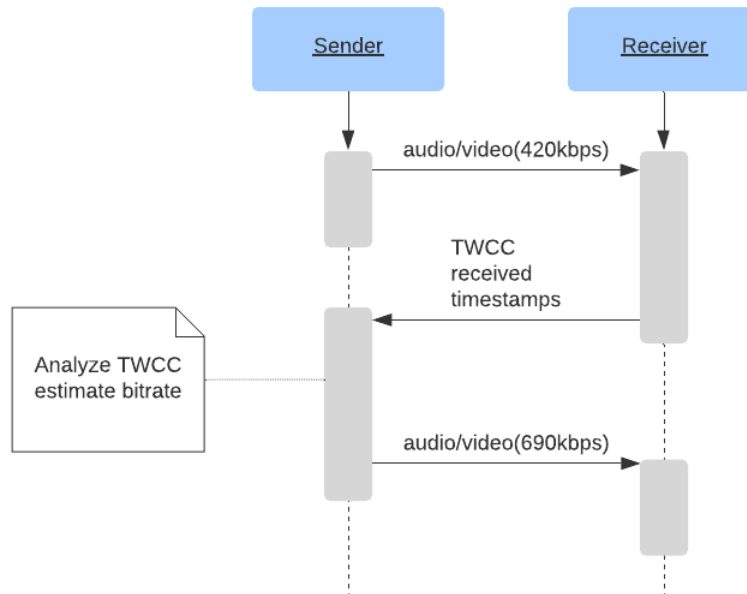 Sender
Receiver
audio/video(420kbps)
TWCC
received
timestamps
Analyze TWCC
estimate bitrate
audio/video(690kbps)